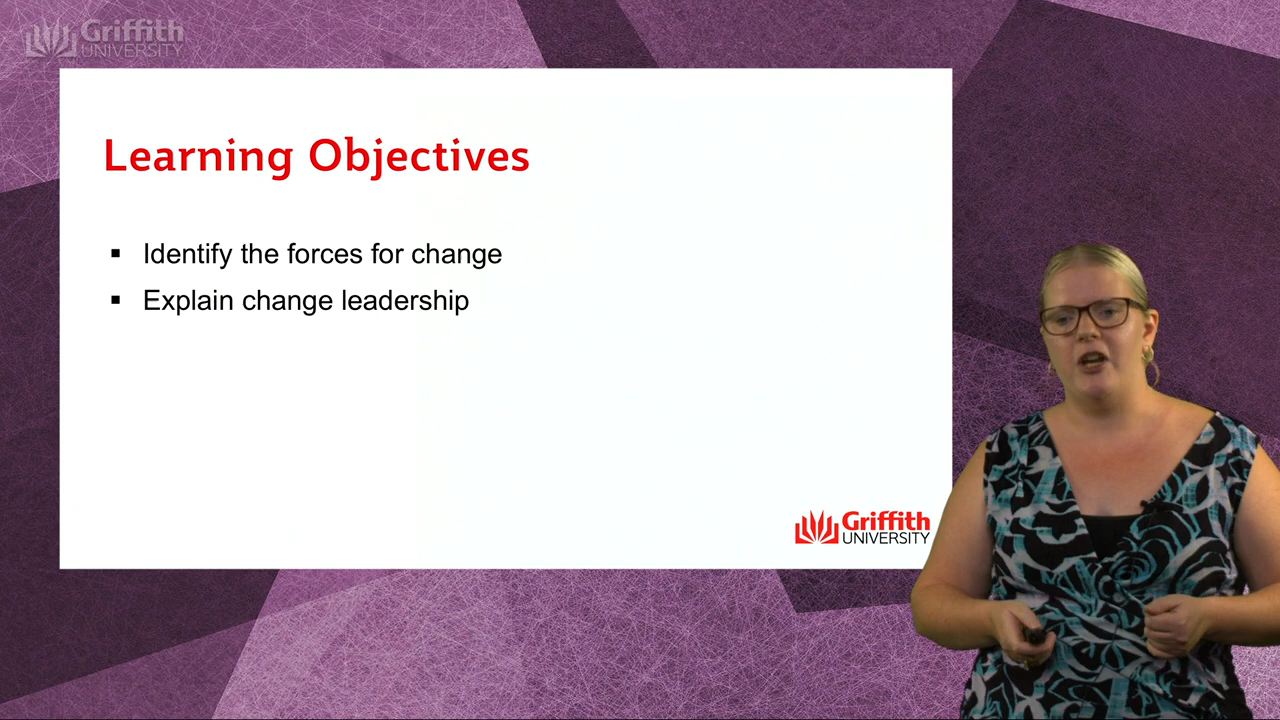 Griffith
UNIVERSITY
Learning Objectives
▪ Identify the forces for change
▪ Explain change leadership
Griffith
UNIVERSITY